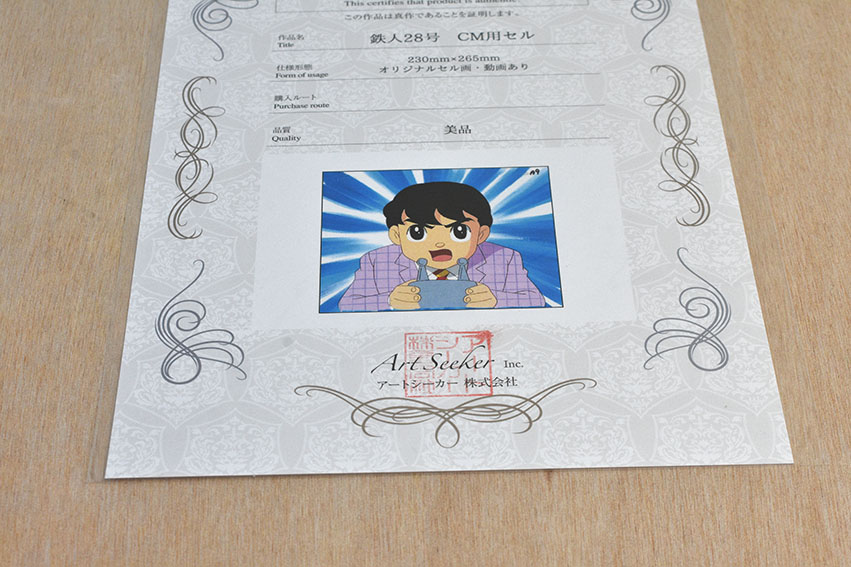 This certifies that product is authentic
この作品は真作であることを証明します。
作品名
Title
鉄人28号 CM用セル
仕様形態
Form of usage
230mm×265mm
オリジナルセル画・動画あり
購入ルート
Purchase route
品質
Quality
美品
A9
Art Seeker Inc.
アートシーカー 株式会社